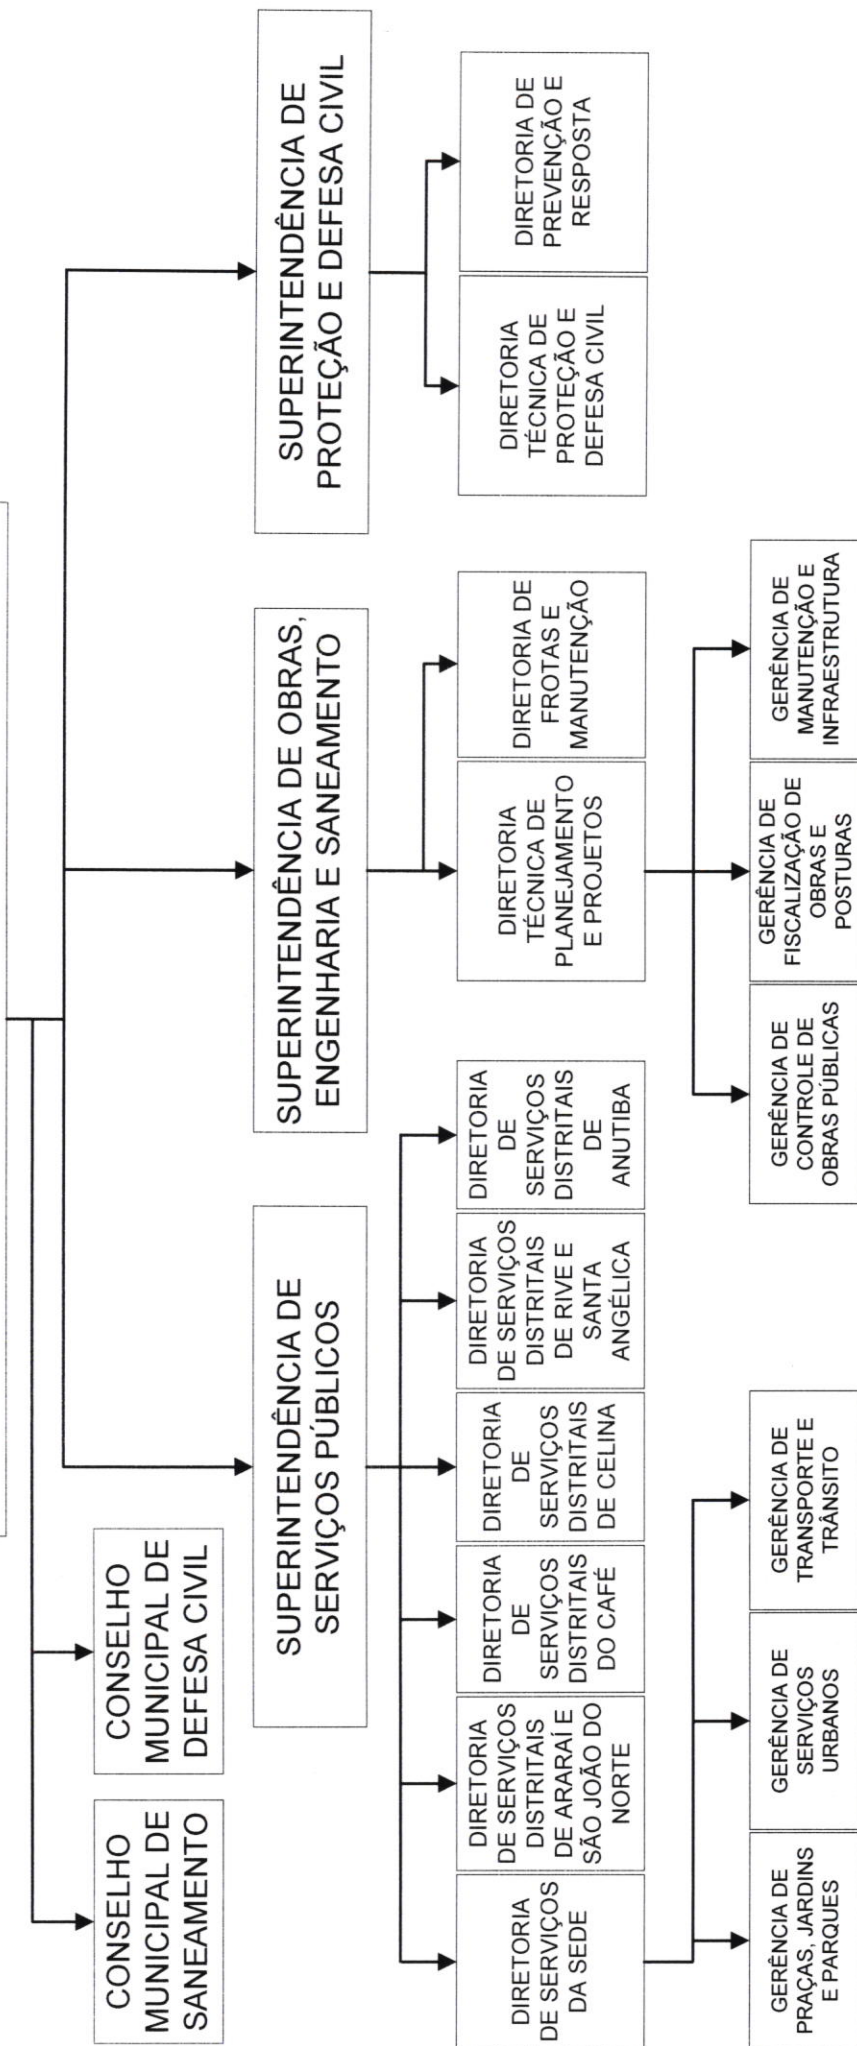 CONSELHO
MUNICIPAL DE
SANEAMENTO
CONSELHO
MUNICIPAL DE
DEFESA CIVIL
SUPERINTENDÊNCIA DE
SERVIÇOS PÚBLICOS
SUPERINTENDÊNCIA DE OBRAS,
ENGENHARIA E SANEAMENTO
SUPERINTENDÊNCIA DE
PROTEÇÃO E DEFESA CIVIL
DIRETORIA
DE SERVIÇOS
DA SEDE
DIRETORIA
DE SERVIÇOS
DISTRITAIS
DE ARARAÍ E
SÃO JOÃO DO
NORTE
DIRETORIA
DE
SERVIÇOS
DISTRITAIS
DO CAFÉ
DIRETORIA
DE
SERVIÇOS
DISTRITAIS
DE CELINA
DIRETORIA
DE SERVIÇOS
DISTRITAIS
DE RIVE E
SANTA
ANGÉLICA
DIRETORIA
DE
SERVIÇOS
DISTRITAIS
DE
ANUTIBA
DIRETORIA
TÉCNICA DE
PLANEJAMENTO
E PROJETOS
DIRETORIA DE
FROTAS E
MANUTENÇÃO
DIRETORIA
TÉCNICA DE
PROTEÇÃO E
DEFESA CIVIL
DIRETORIA DE
PREVENÇÃO E
RESPOSTA
GERÊNCIA DE
PRAÇAS, JARDINS
E PARQUES
GERÊNCIA DE
SERVIÇOS
URBANOS
GERÊNCIA DE
TRANSPORTE E
TRÂNSITO
GERÊNCIA DE
CONTROLE DE
OBRAS PÚBLICAS
GERÊNCIA DE
FISCALIZAÇÃO DE
OBRAS E
POSTURAS
GERÊNCIA DE
MANUTENÇÃO E
INFRAESTRUTURA